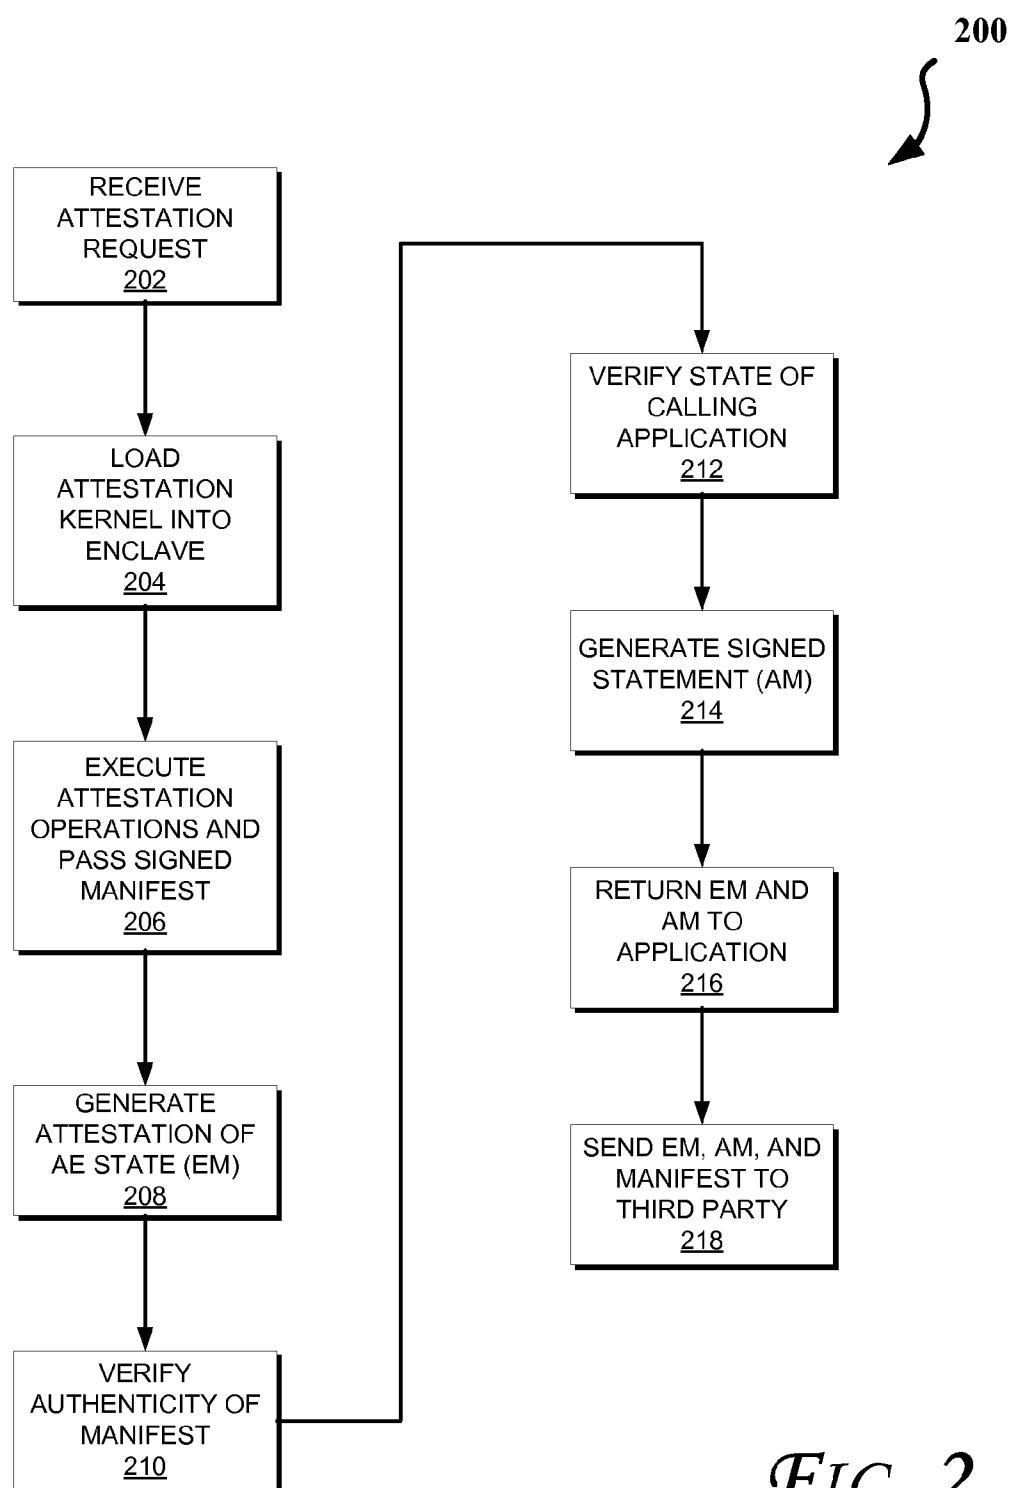 200
RECEIVE
ATTESTATION
REQUEST
202
LOAD
ATTESTATION
KERNEL INTO
ENCLAVE
204
EXECUTE
ATTESTATION
OPERATIONS AND
PASS SIGNED
MANIFEST
206
GENERATE
ATTESTATION OF
AE STATE (EM)
208
VERIFY
AUTHENTICITY OF
MANIFEST
210
VERIFY STATE OF
CALLING
APPLICATION
212
GENERATE SIGNED
STATEMENT (AM)
214
RETURN EM AND
AM TO
APPLICATION
216
SEND EM, AM, AND
MANIFEST TO
THIRD PARTY
218
FIG. 2